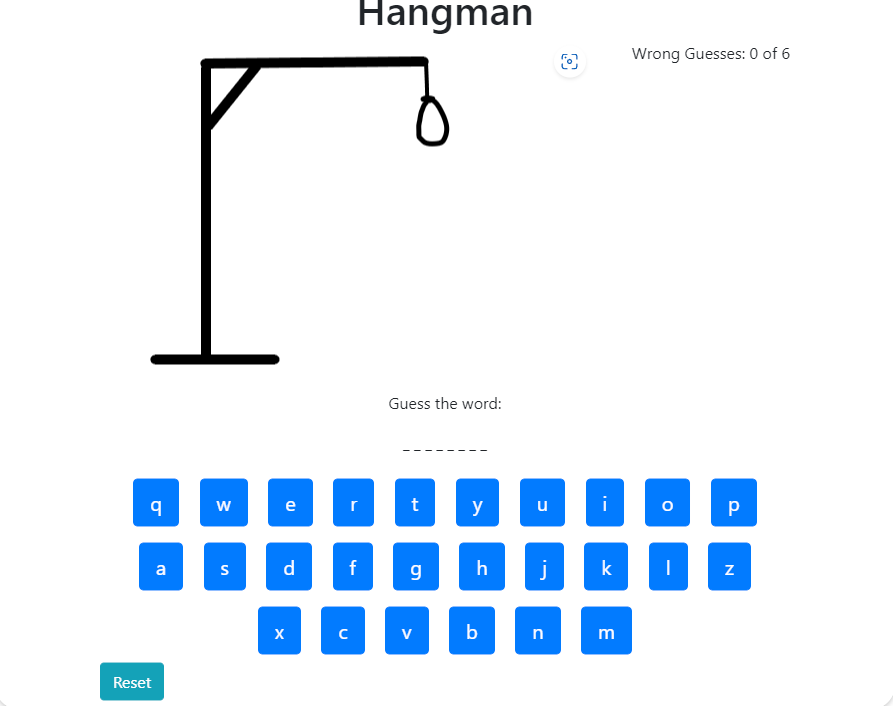 Hangman
Wrong Guesses: 0 of 6
Guess the word:
_ _ _ _ _ _ _ _
q w e r t y u i o p
a s d f g h j k l z
x c v b n m
Reset